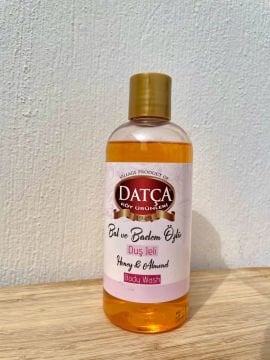 VILLAGE PRODUCT OF
DATÇA
KÖY ÜRÜNLERİ
Bal ve Badem Özlü
Duş Jeli
Honey & Almond
Body Wash